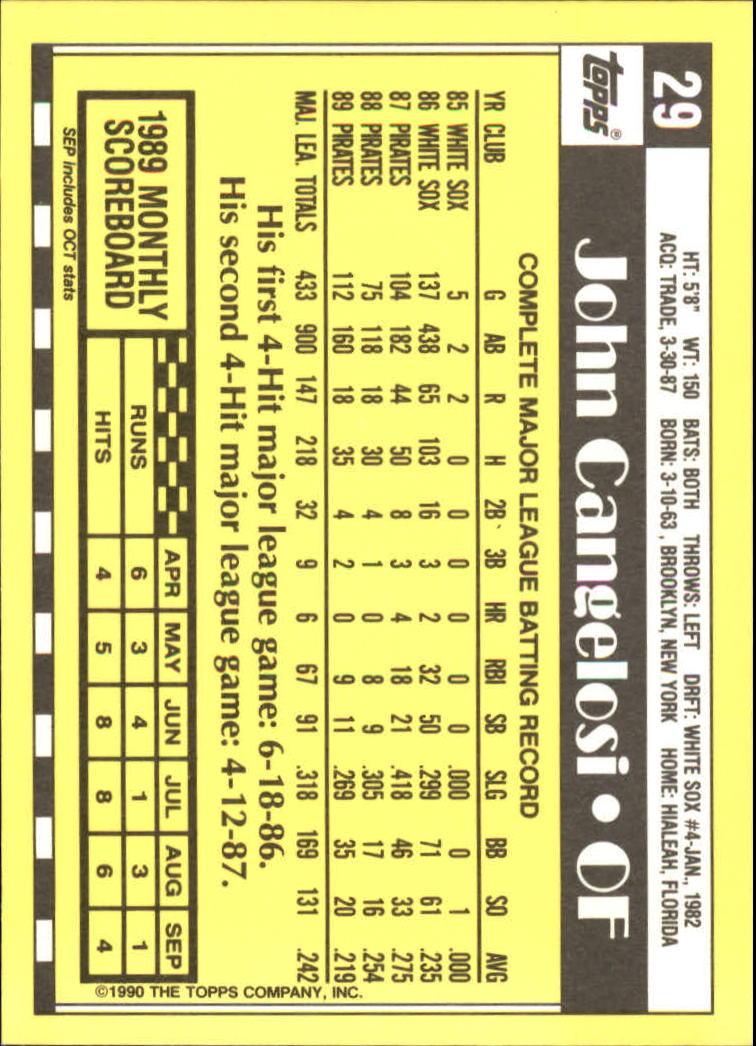 29
HT: 5'8" WT: 150 BATS: BOTH THROWS: LEFT DRFT: WHITE SOX #4-JAN., 1982
ACQ: TRADE, 3-30-87 BORN: 3-10-63, BROOKLYN, NEW YORK HOME: HIALEAH, FLORIDA
TOPPS®
John Cangelosi • OF
COMPLETE MAJOR LEAGUE BATTING RECORD
YR CLUB G AB R H 2B 3B HR RBI SB SLG BB SO AVG
85 WHITE SOX 5 2 2 0 0 0 0 0 0 .000 0 1 .000
86 WHITE SOX 137 438 65 103 16 3 2 32 50 .299 71 61 .235
87 PIRATES 104 182 44 50 8 3 4 18 21 .418 46 33 .275
88 PIRATES 75 118 18 30 4 1 0 8 9 .305 17 16 .254
89 PIRATES 112 160 18 35 4 2 0 9 11 .269 35 20 .219
MAJ. LEA. TOTALS 433 900 147 218 32 9 6 67 91 .318 169 131 .242
His first 4-Hit major league game: 6-18-86.
His second 4-Hit major league game: 4-12-87.
1989 MONTHLY
SCOREBOARD
APR MAY JUN JUL AUG SEP
RUNS 6 3 4 1 3 1
HITS 4 5 8 8 6 4
SEP includes OCT stats
©1990 THE TOPPS COMPANY, INC.